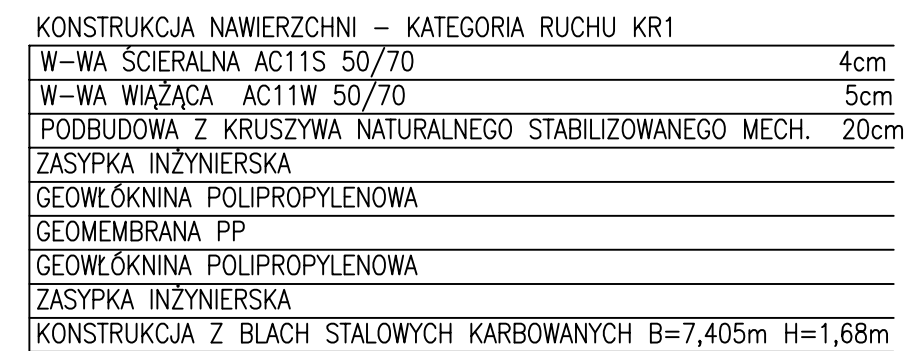 KONSTRUKCJA NAWIERZCHNI – KATEGORIA RUCHU KR1
W–WA ŚCIERALNA AC11S 50/70 4cm
W–WA WIĄŻĄCA AC11W 50/70 5cm
PODBUDOWA Z KRUSZYWA NATURALNEGO STABILIZOWANEGO MECH. 20cm
ZASYPKA INŻYNIERSKA
GEOWŁÓKNINA POLIPROPYLENOWA
GEOMEMBRANA PP
GEOWŁÓKNINA POLIPROPYLENOWA
ZASYPKA INŻYNIERSKA
KONSTRUKCJA Z BLACH STALOWYCH KARBOWANYCH B=7,405m H=1,68m